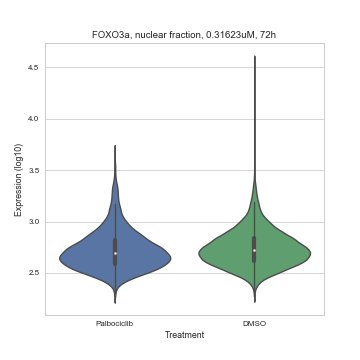 FOXO3a, nuclear fraction, 0.31623uM, 72h
4.5
4.0
3.5
3.0
2.5
Expression (log10)
Palbociclib
DMSO
Treatment